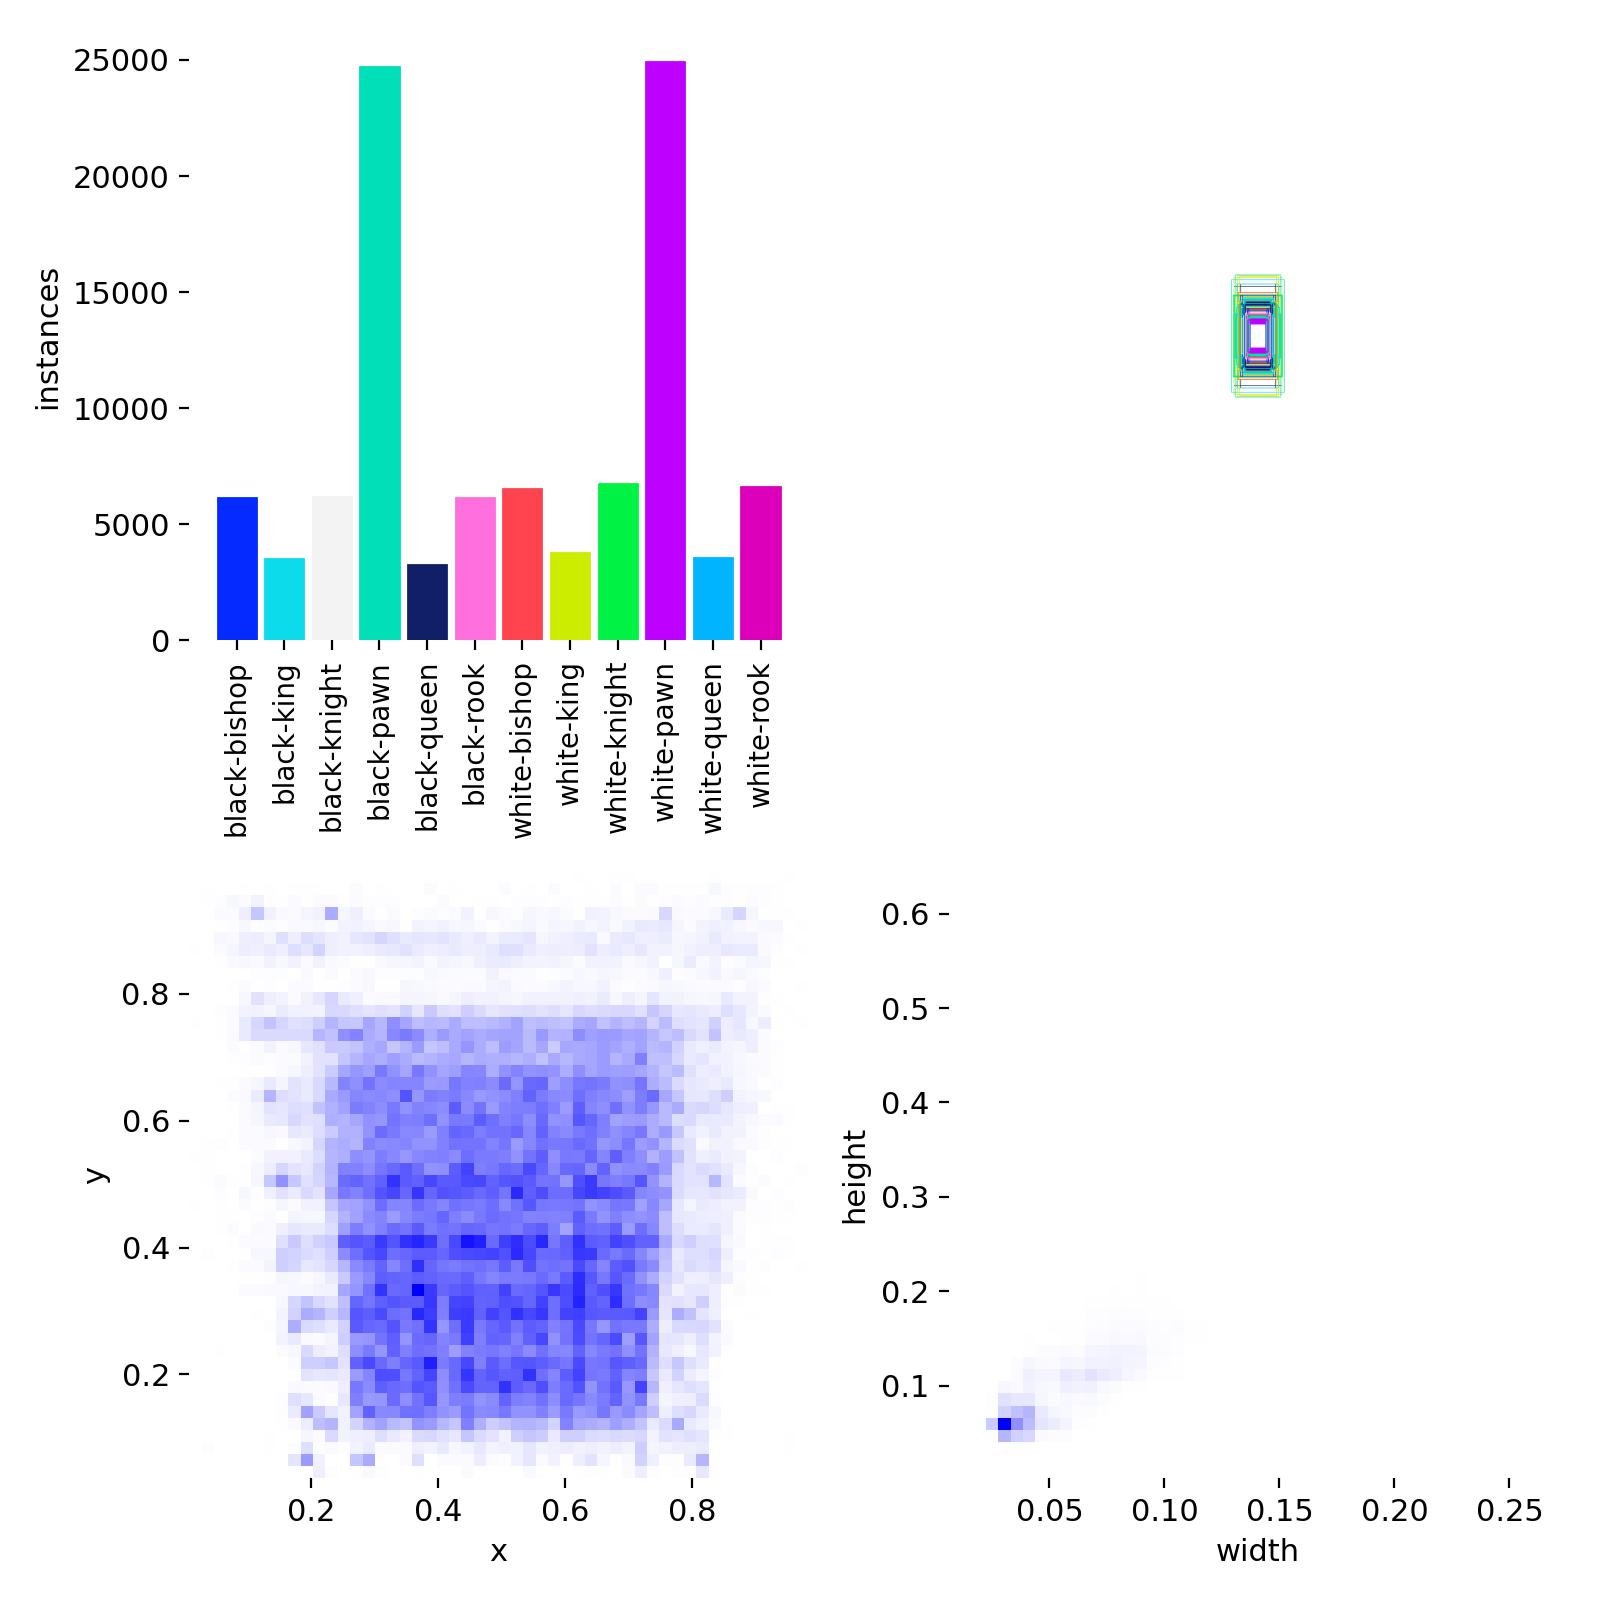 25000
20000
15000
10000
5000
0
instances
black-bishop
black-king
black-knight
black-pawn
black-queen
black-rook
white-bishop
white-king
white-knight
white-pawn
white-queen
white-rook
0.8
0.6
0.4
0.2
y
0.2 0.4 0.6 0.8
x
0.6
0.5
0.4
0.3
0.2
0.1
height
0.05 0.10 0.15 0.20 0.25
width